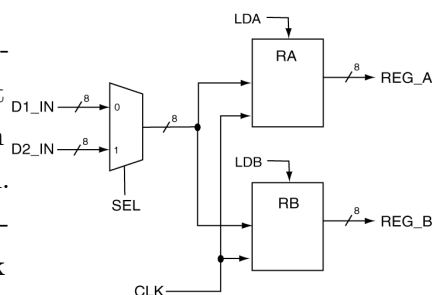 LDA
RA
8
REG_A
D1_IN
8
0
8
D2_IN
8
1
LDB
SEL
RB
8
REG_B
CLK